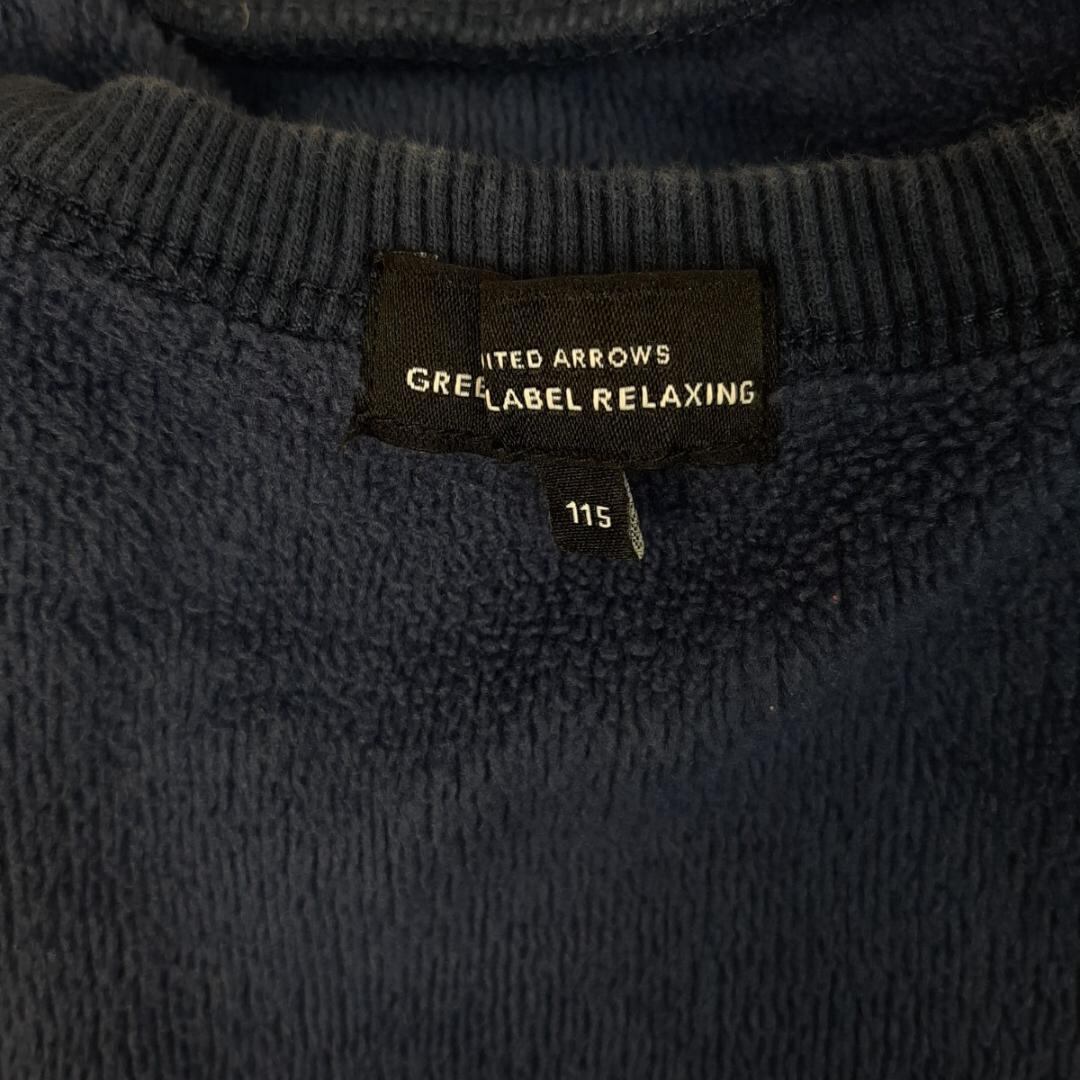 ITED ARROWS
GREE LABEL RELAXING
115